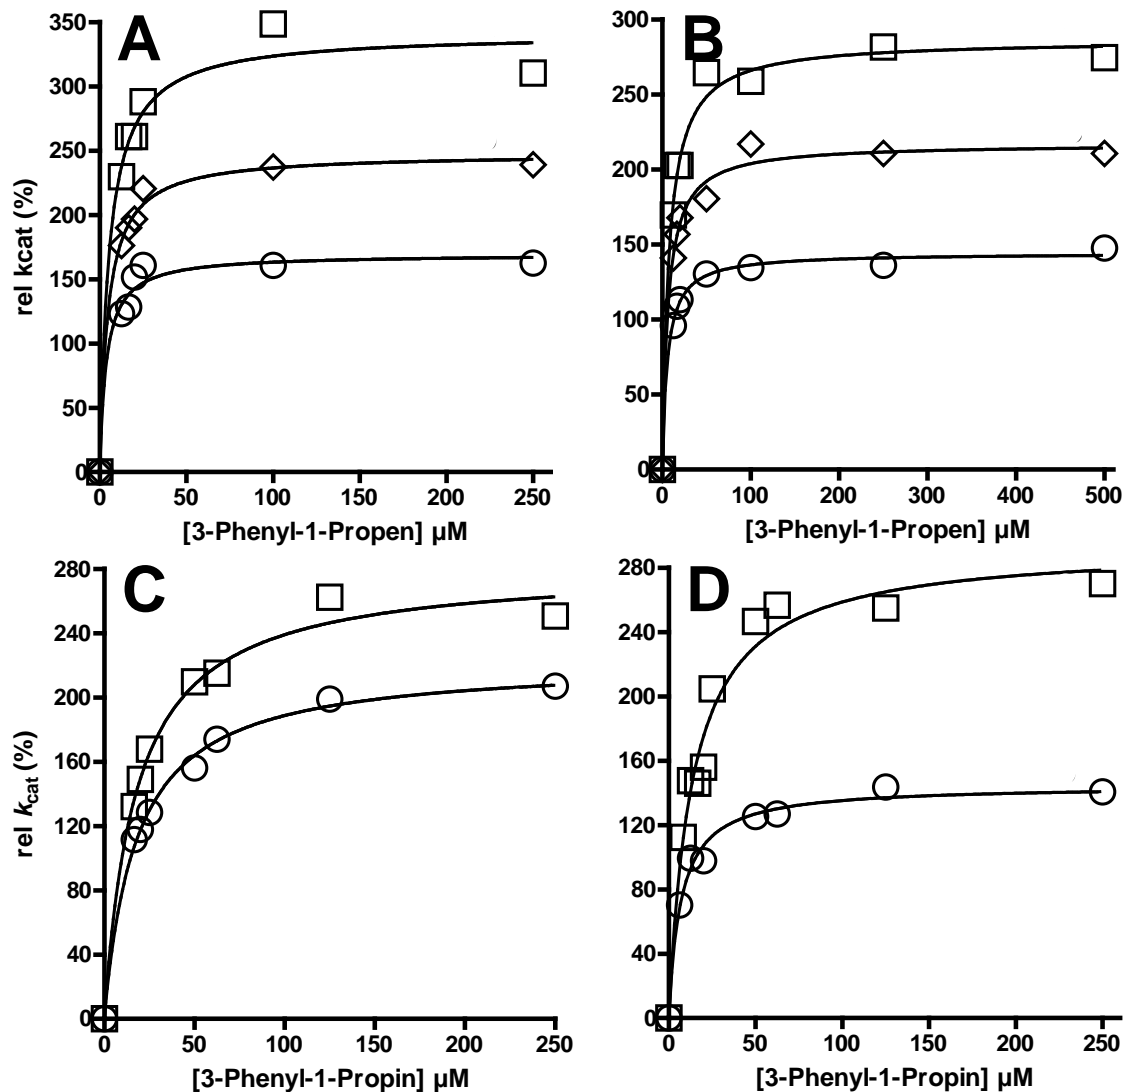 A
350
300
250
200
150
100
50
0
rel kcat (%)
0 50 100 150 200 250
[3-Phenyl-1-Propen] µM
B
300
250
200
150
100
50
0
0 100 200 300 400 500
[3-Phenyl-1-Propen] µM
C
280
240
200
160
120
80
40
0
rel kcat (%)
0 50 100 150 200 250
[3-Phenyl-1-Propin] µM
D
280
240
200
160
120
80
40
0
0 50 100 150 200 250
[3-Phenyl-1-Propin] µM